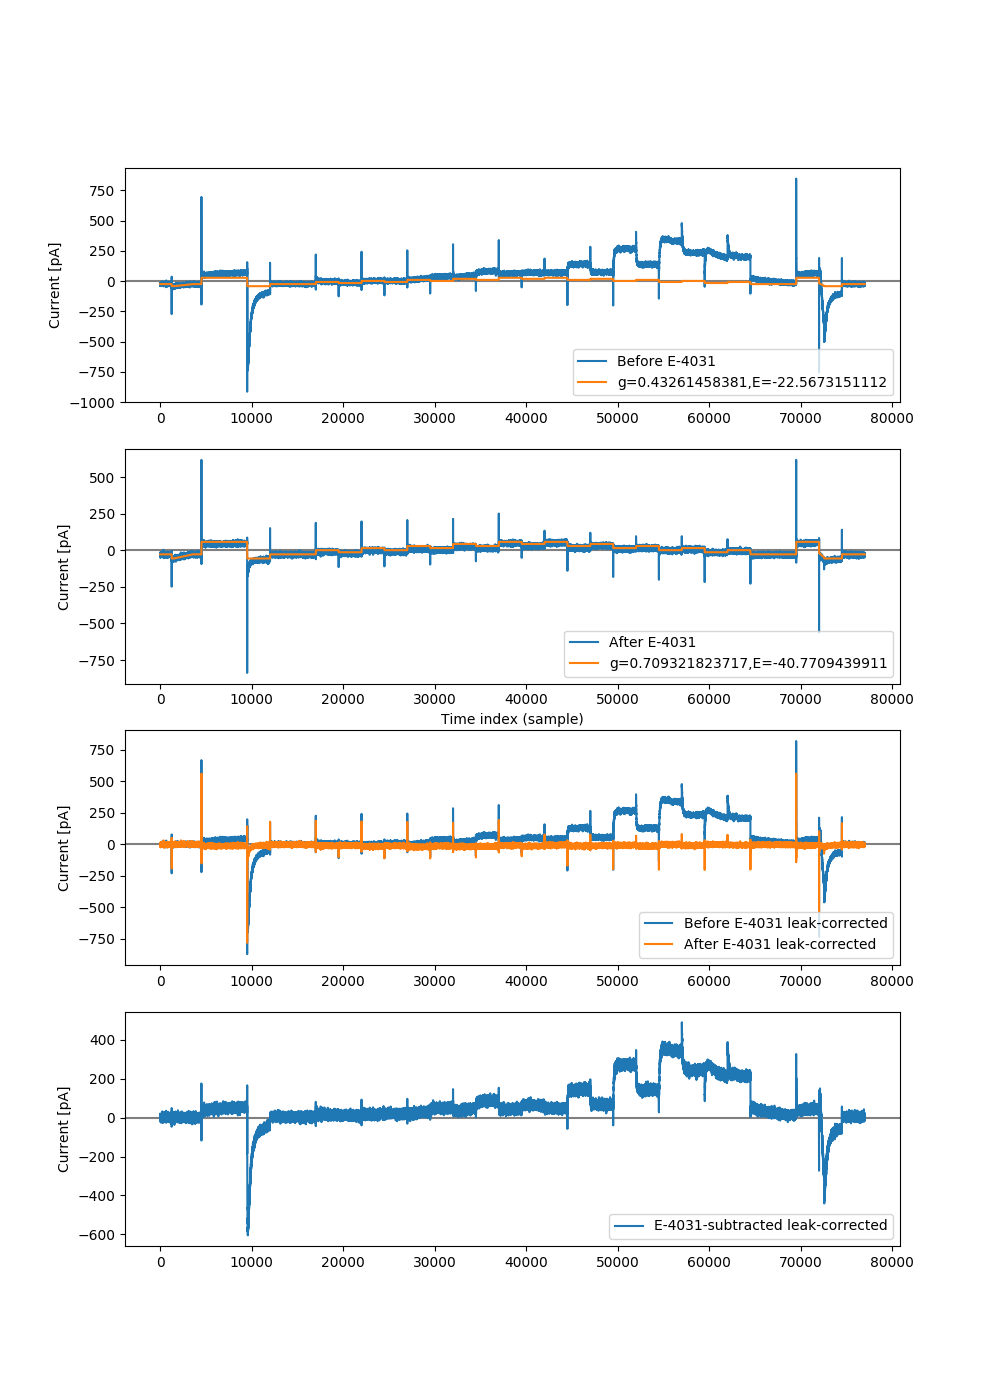 750
500
250
0
−250
−500
−750
−1000
Current [pA]
Before E-4031
g=0.43261458381,E=-22.5673151112
0 10000 20000 30000 40000 50000 60000 70000 80000
500
250
0
−250
−500
−750
Current [pA]
After E-4031
g=0.709321823717,E=-40.7709439911
0 10000 20000 30000 40000 50000 60000 70000 80000
Time index (sample)
750
500
250
0
−250
−500
−750
Current [pA]
Before E-4031 leak-corrected
After E-4031 leak-corrected
0 10000 20000 30000 40000 50000 60000 70000 80000
400
200
0
−200
−400
−600
Current [pA]
E-4031-subtracted leak-corrected
0 10000 20000 30000 40000 50000 60000 70000 80000